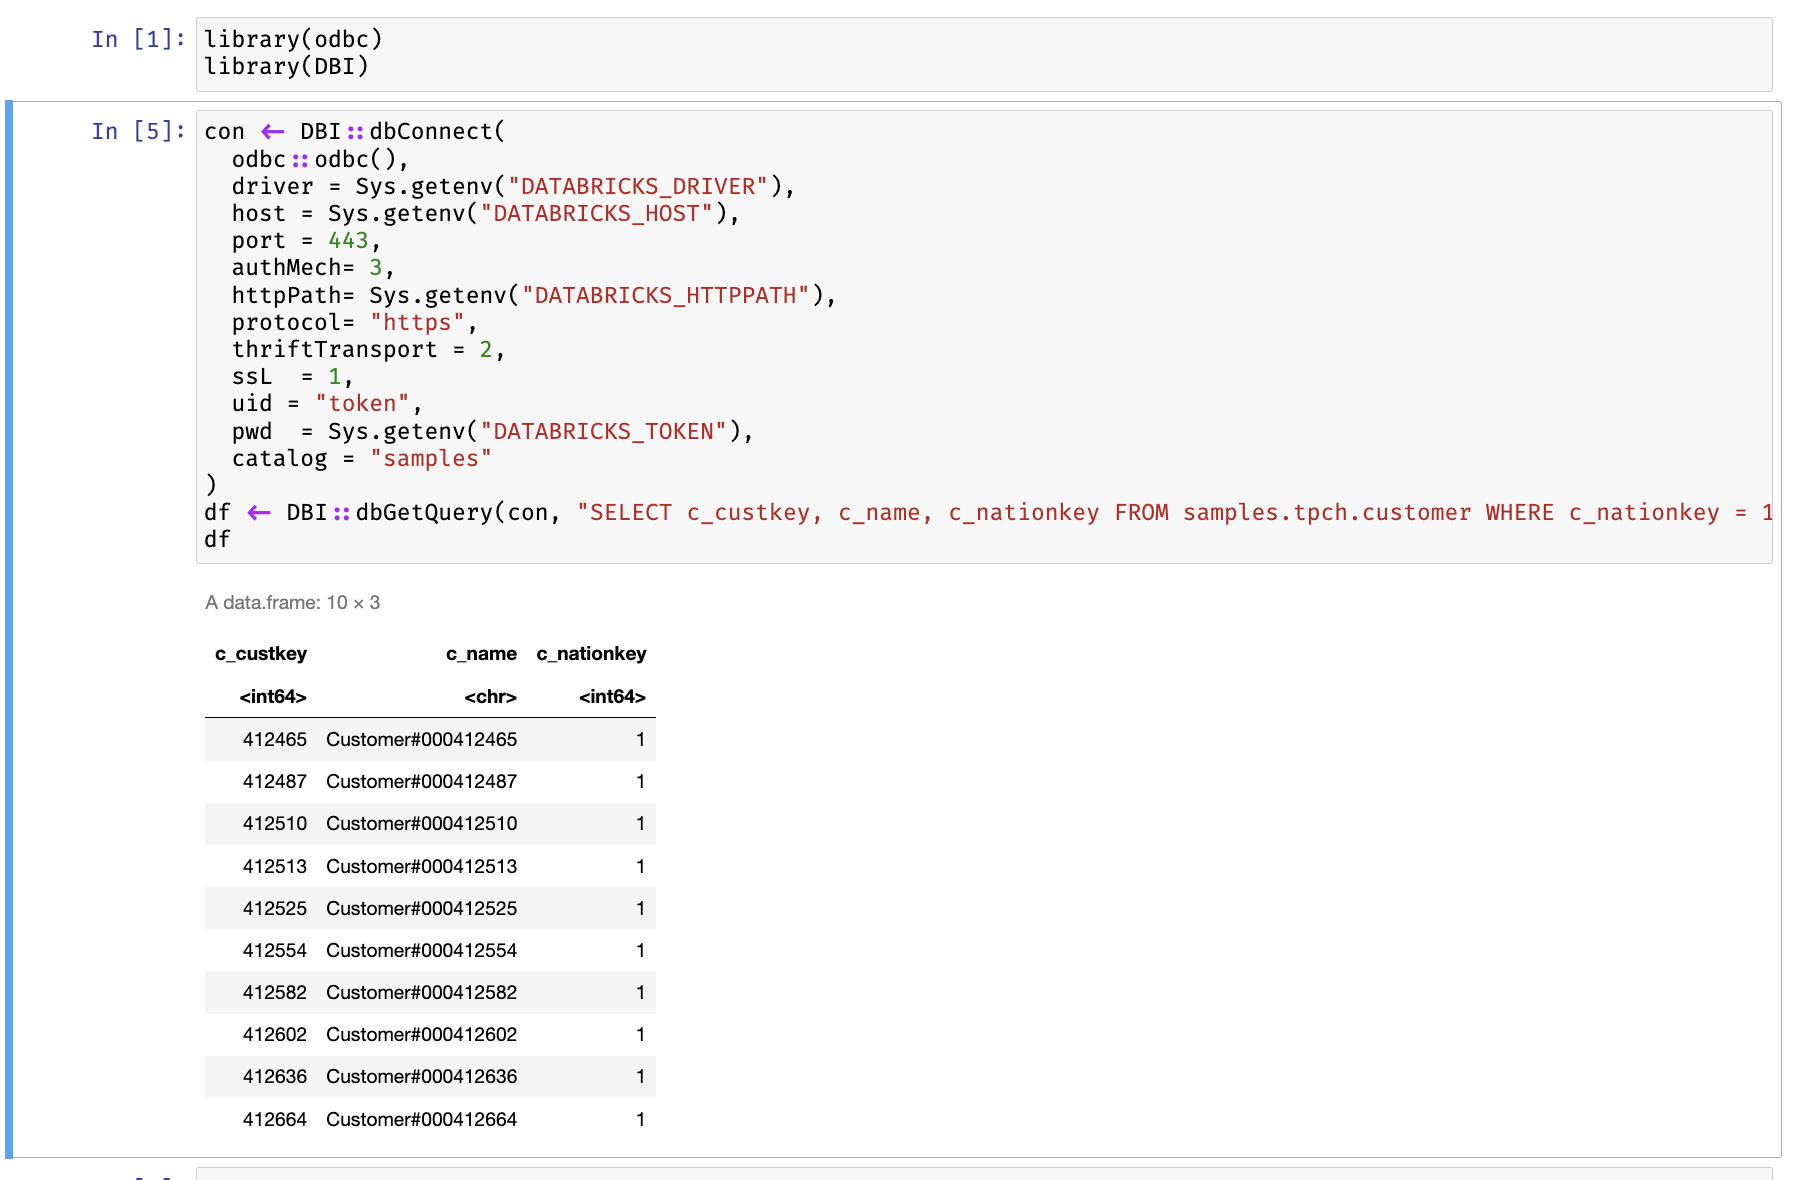 In [1]:
library(odbc)
library(DBI)
In [5]:
con <- DBI::dbConnect(
  odbc::odbc(),
  driver = Sys.getenv("DATABRICKS_DRIVER"),
  host = Sys.getenv("DATABRICKS_HOST"),
  port = 443,
  authMech= 3,
  httpPath= Sys.getenv("DATABRICKS_HTTPPATH"),
  protocol= "https",
  thriftTransport = 2,
  ssL  = 1,
  uid = "token",
  pwd  = Sys.getenv("DATABRICKS_TOKEN"),
  catalog = "samples"
)
df <- DBI::dbGetQuery(con, "SELECT c_custkey, c_name, c_nationkey FROM samples.tpch.customer WHERE c_nationkey = 1
df
A data.frame: 10 × 3
c_custkey c_name c_nationkey
<int64> <chr> <int64>
412465 Customer#000412465 1
412487 Customer#000412487 1
412510 Customer#000412510 1
412513 Customer#000412513 1
412525 Customer#000412525 1
412554 Customer#000412554 1
412582 Customer#000412582 1
412602 Customer#000412602 1
412636 Customer#000412636 1
412664 Customer#000412664 1